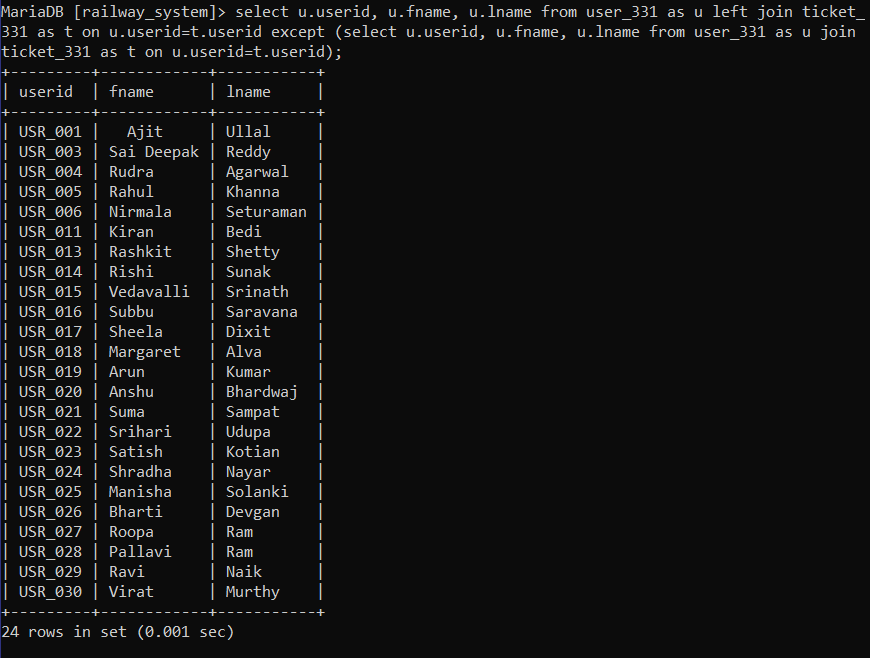 MariaDB [railway_system]> select u.userid, u.fname, u.lname from user_331 as u left join ticket_
331 as t on u.userid=t.userid except (select u.userid, u.fname, u.lname from user_331 as u join
ticket_331 as t on u.userid=t.userid);
+---------+------------+-----------+
| userid  | fname      | lname     |
+---------+------------+-----------+
| USR_001 |   Ajit     | Ullal     |
| USR_003 | Sai Deepak | Reddy     |
| USR_004 | Rudra      | Agarwal   |
| USR_005 | Rahul      | Khanna    |
| USR_006 | Nirmala    | Seturaman |
| USR_011 | Kiran      | Bedi      |
| USR_013 | Rashkit    | Shetty    |
| USR_014 | Rishi      | Sunak     |
| USR_015 | Vedavalli  | Srinath   |
| USR_016 | Subbu      | Saravana  |
| USR_017 | Sheela     | Dixit     |
| USR_018 | Margaret   | Alva      |
| USR_019 | Arun       | Kumar     |
| USR_020 | Anshu      | Bhardwaj  |
| USR_021 | Suma       | Sampat    |
| USR_022 | Srihari    | Udupa     |
| USR_023 | Satish     | Kotian    |
| USR_024 | Shradha    | Nayar     |
| USR_025 | Manisha    | Solanki   |
| USR_026 | Bharti     | Devgan    |
| USR_027 | Roopa      | Ram       |
| USR_028 | Pallavi    | Ram       |
| USR_029 | Ravi       | Naik      |
| USR_030 | Virat      | Murthy    |
+---------+------------+-----------+
24 rows in set (0.001 sec)